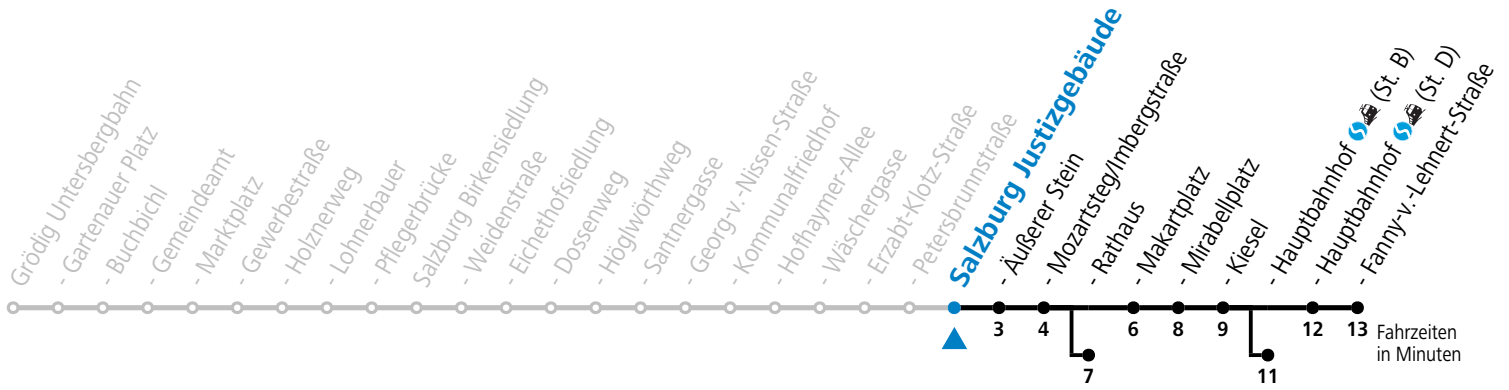 Grödig Untersbergbahn
- Gartenauer Platz
- Buchbichl
- Gemeindeamt
- Marktplatz
- Gewerbestraße
- Holznerweg
- Lohnerbauer
- Pflegerbrücke
Salzburg Birkensiedlung
- Weidenstraße
- Eichethofsiedlung
- Dossenweg
- Höglwörthweg
- Santnergasse
- Georg-v.-Nissen-Straße
- Kommunalfriedhof
- Hofhaymer-Allee
- Wäschergasse
- Erzabt-Klotz-Straße
- Petersbrunnstraße
Salzburg Justizgebäude
- Äußerer Stein
- Mozartsteg/Imbergstraße
- Rathaus
- Makartplatz
- Mirabellplatz
- Kiesel
- Hauptbahnhof (St. B)
- Hauptbahnhof (St. D)
- Fanny-v.-Lehnert-Straße
3 4 6 8 9 12 13 Fahrzeiten
in Minuten
7 11